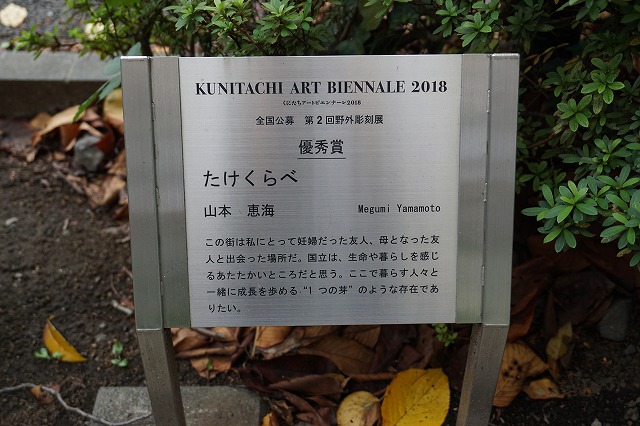 KUNITACHI ART BIENNALE 2018
くにたちアートビエンナーレ2018
全国公募 第2回野外彫刻展
優秀賞
たけくらべ
山本 恵海 Megumi Yamamoto
この街は私にとって妊婦だった友人、母となった友
人と出会った場所だ。国立は、生命や暮らしを感じ
るあたたかいところだと思う。ここで暮らす人々と
一緒に成長を歩める“1つの芽”のような存在であ
りたい。